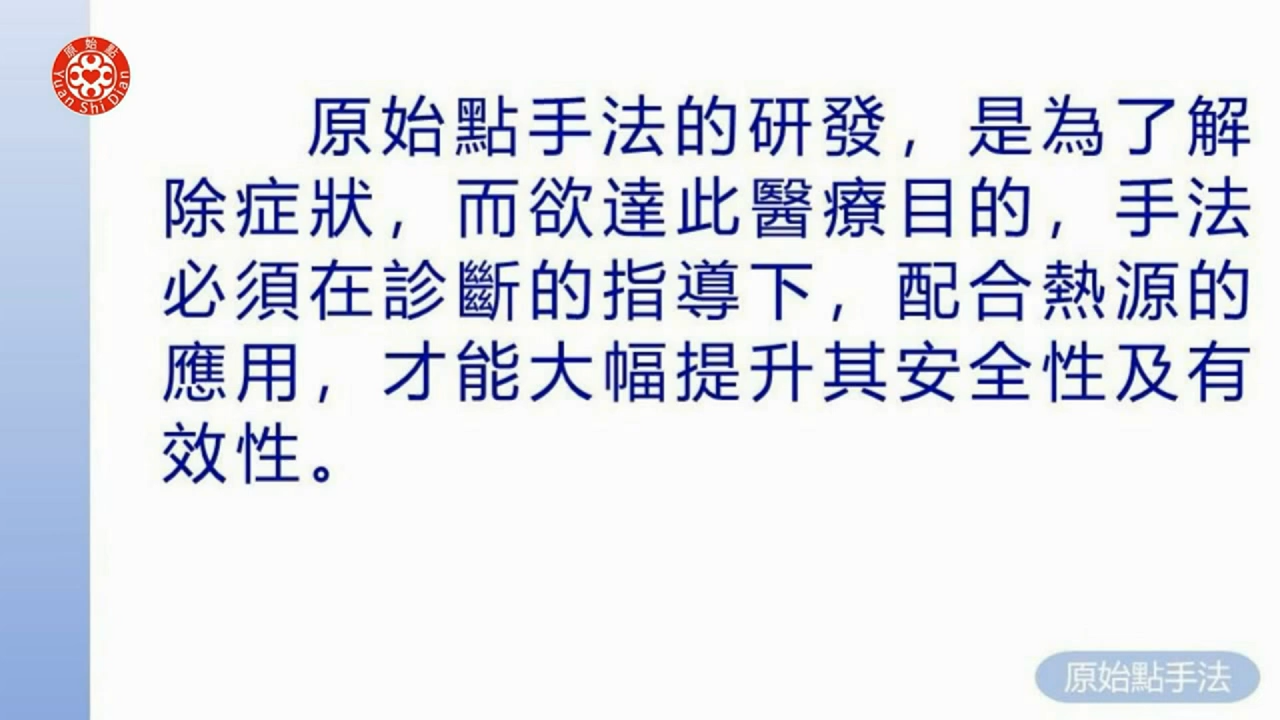 原始點
Yuan Shi Dian
原始點手法的研發，是為了解
除症狀，而欲達此醫療目的，手法
必須在診斷的指導下，配合熱源的
應用，才能大幅提升其安全性及有
效性。
原始點手法